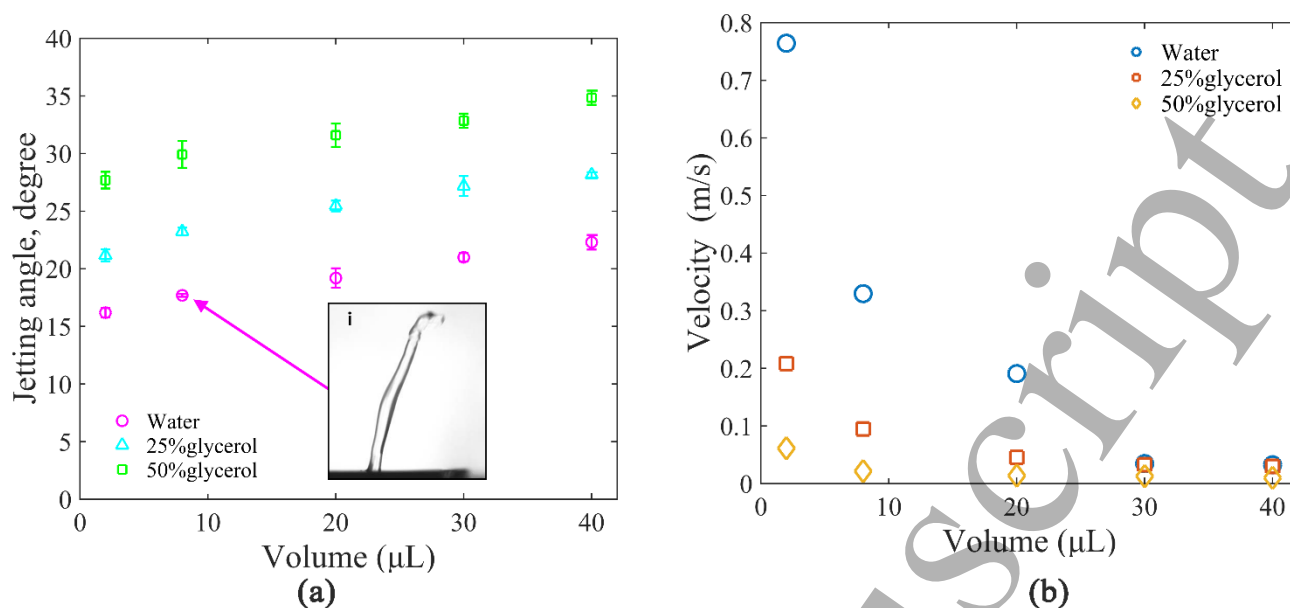 40
35
30
25
20
15
10
5
0
Jetting angle, degree
i
Water
25%glycerol
50%glycerol
0 10 20 30 40
Volume (μL)
(a)
0.8
0.7
0.6
0.5
0.4
0.3
0.2
0.1
0
Velocity (m/s)
Water
25%glycerol
50%glycerol
0 10 20 30 40
Volume (μL)
(b)
script